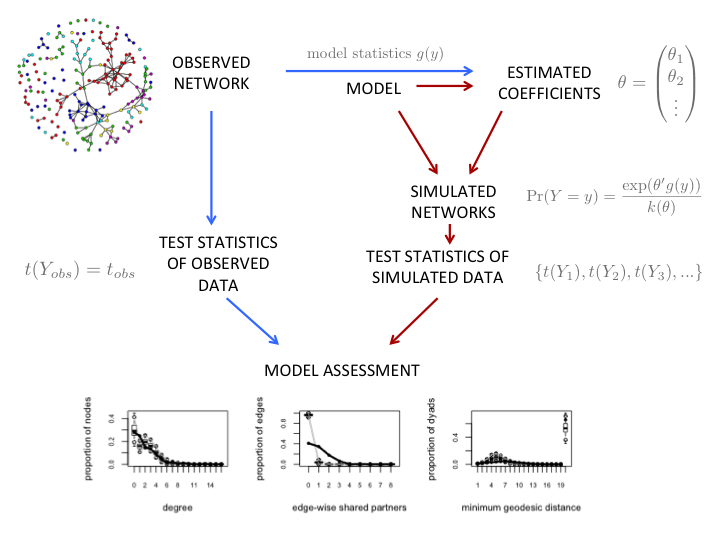 OBSERVED
NETWORK
model statistics g(y)
MODEL
ESTIMATED
COEFFICIENTS
θ = (θ₁
θ₂
⋮)
SIMULATED
NETWORKS
Pr(Y = y) = exp(θ′g(y)) / k(θ)
TEST STATISTICS
OF OBSERVED
DATA
t(Y_obs) = t_obs
TEST STATISTICS OF
SIMULATED DATA
{t(Y₁), t(Y₂), t(Y₃), ...}
MODEL ASSESSMENT
proportion of nodes
0.4
0.2
0.0
0 2 4 6 8 11 14
degree
proportion of edges
0.8
0.4
0.0
0 1 2 3 4 5 6 7 8
edge-wise shared partners
proportion of dyads
0.4
0.0
1 4 7 10 13 16 19
minimum geodesic distance